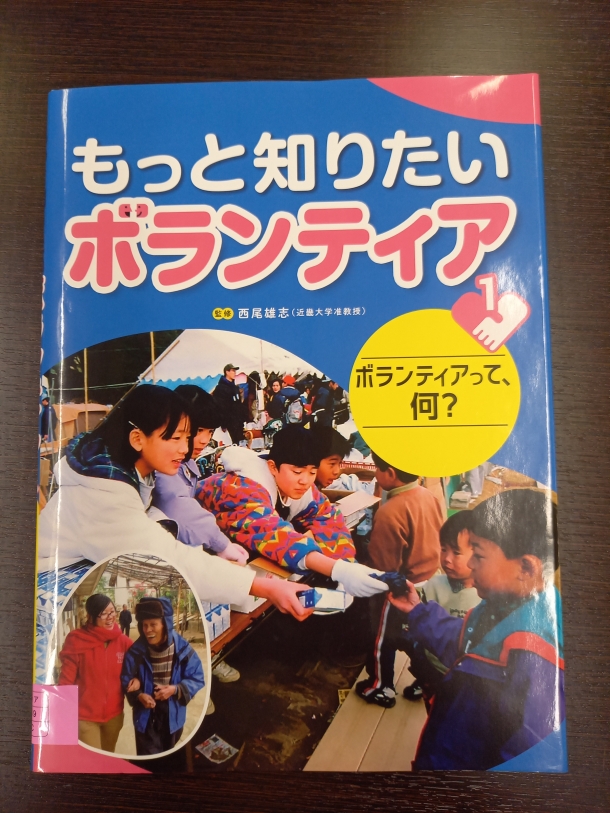 もっと知りたい
ボランティア
監修 西尾雄志(近畿大学准教授)
1
ボランティアって、
何?